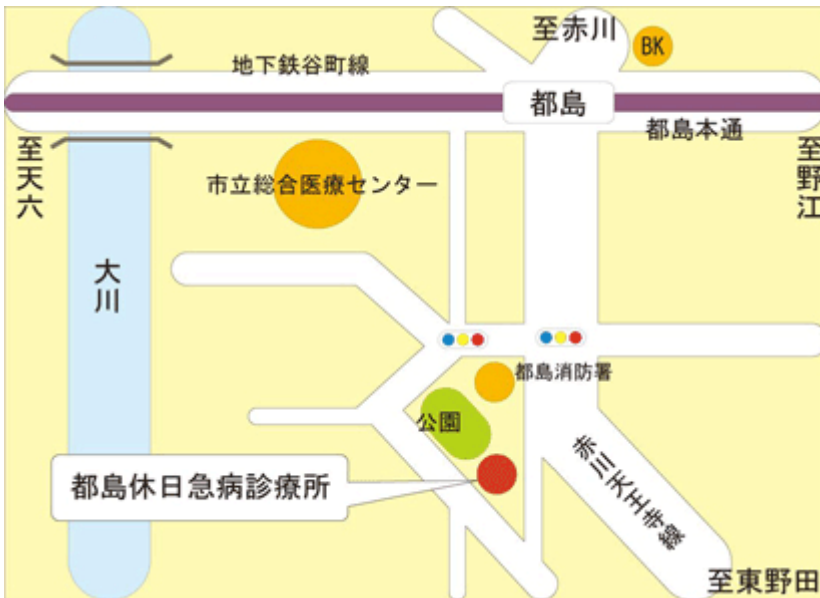 至赤川
BK
地下鉄谷町線
都島
都島本通
至天六
至野江
市立総合医療センター
大川
都島消防署
公園
都島休日急病診療所
赤川天王寺線
至東野田